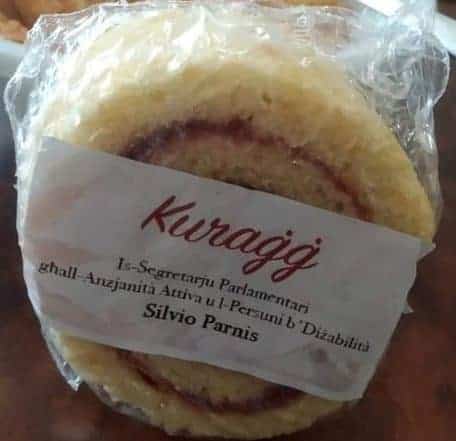 Kuraġġ
Is-Segretarju Parlamentari
għall-Anzjanità Attiva u l-Persuni b'Diżabilità
Silvio Parnis